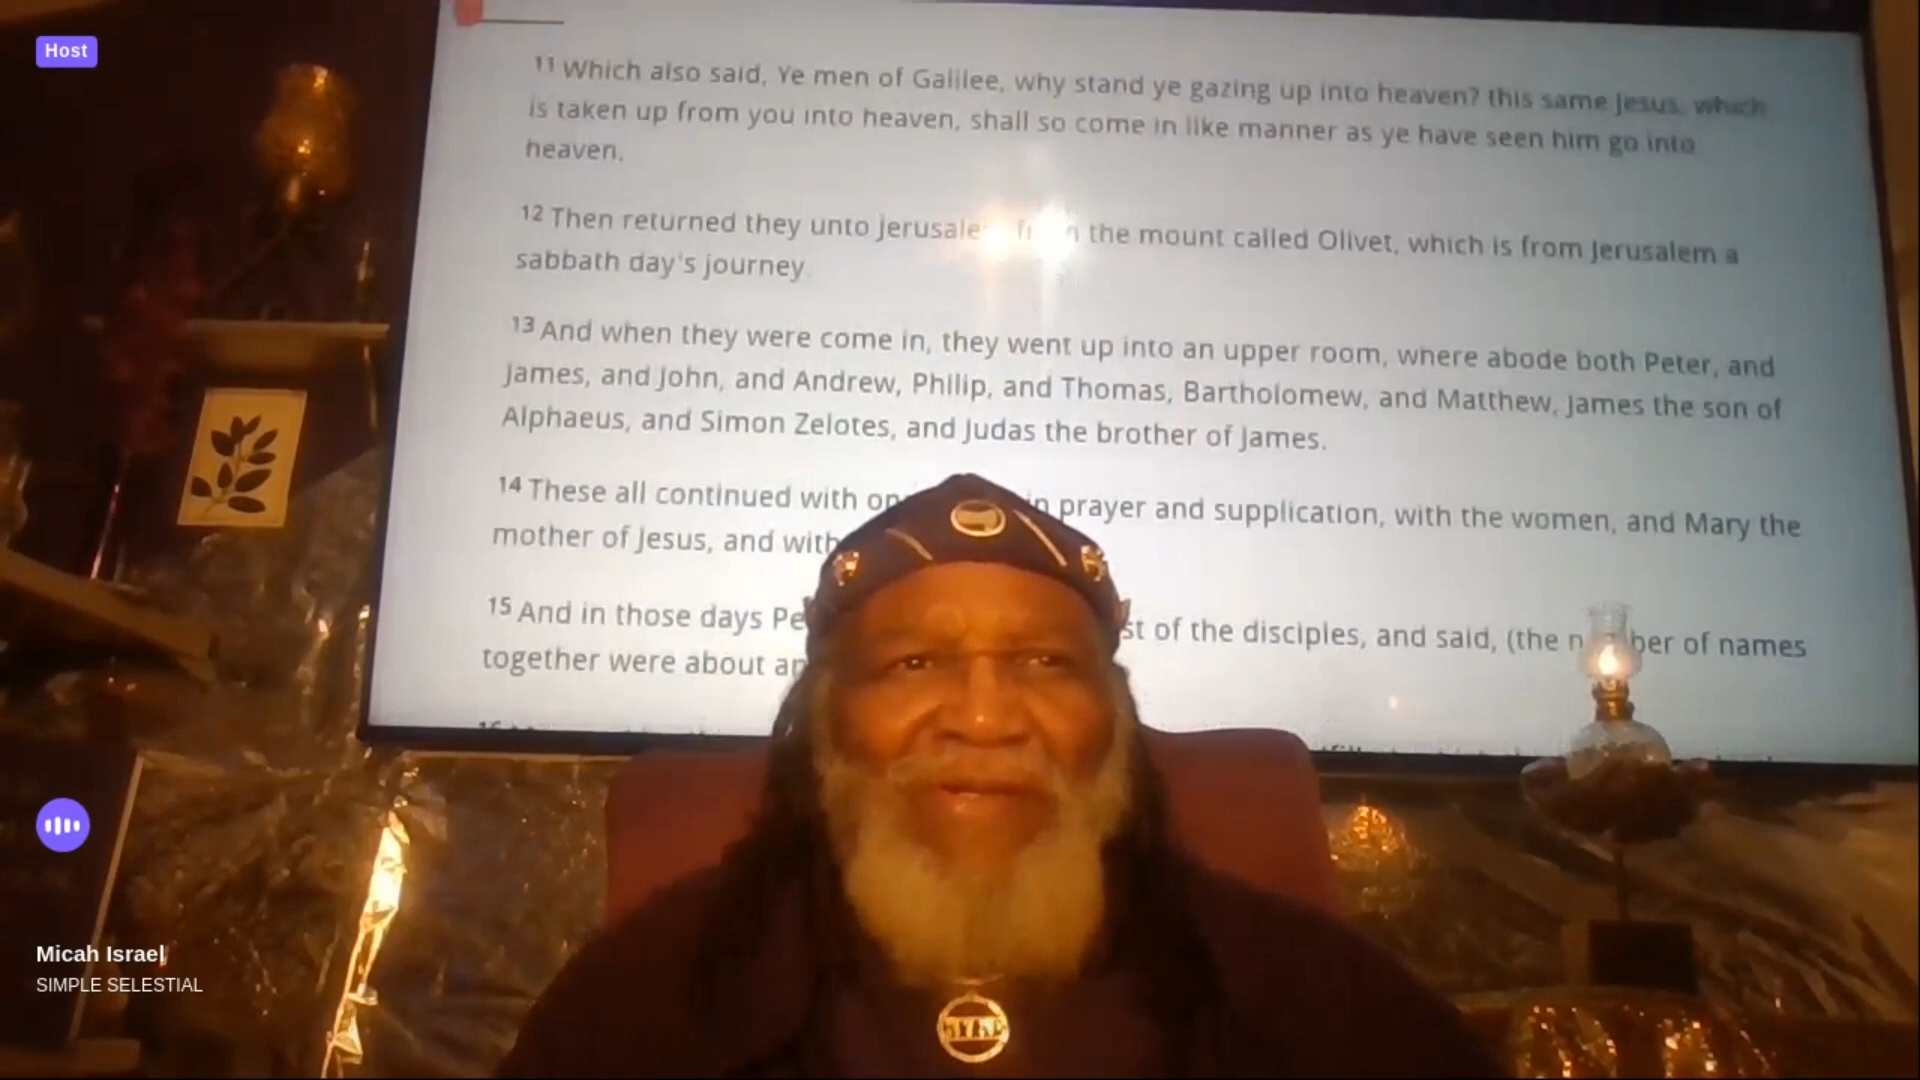 Host
11 Which also said, Ye men of Galilee, why stand ye gazing up into heaven? this same Jesus, which
is taken up from you into heaven, shall so come in like manner as ye have seen him go into
heaven.
12 Then returned they unto Jerusale the mount called Olivet, which is from Jerusalem a
sabbath day's journey.
13 And when they were come in, they went up into an upper room, where abode both Peter, and
James, and John, and Andrew, Philip, and Thomas, Bartholomew, and Matthew, James the son of
Alphaeus, and Simon Zelotes, and Judas the brother of James.
14 These all continued with on in prayer and supplication, with the women, and Mary the
mother of Jesus, and with
15 And in those days Pe st of the disciples, and said, (the n ber of names
together were about an
Micah Israel
SIMPLE SELESTIAL